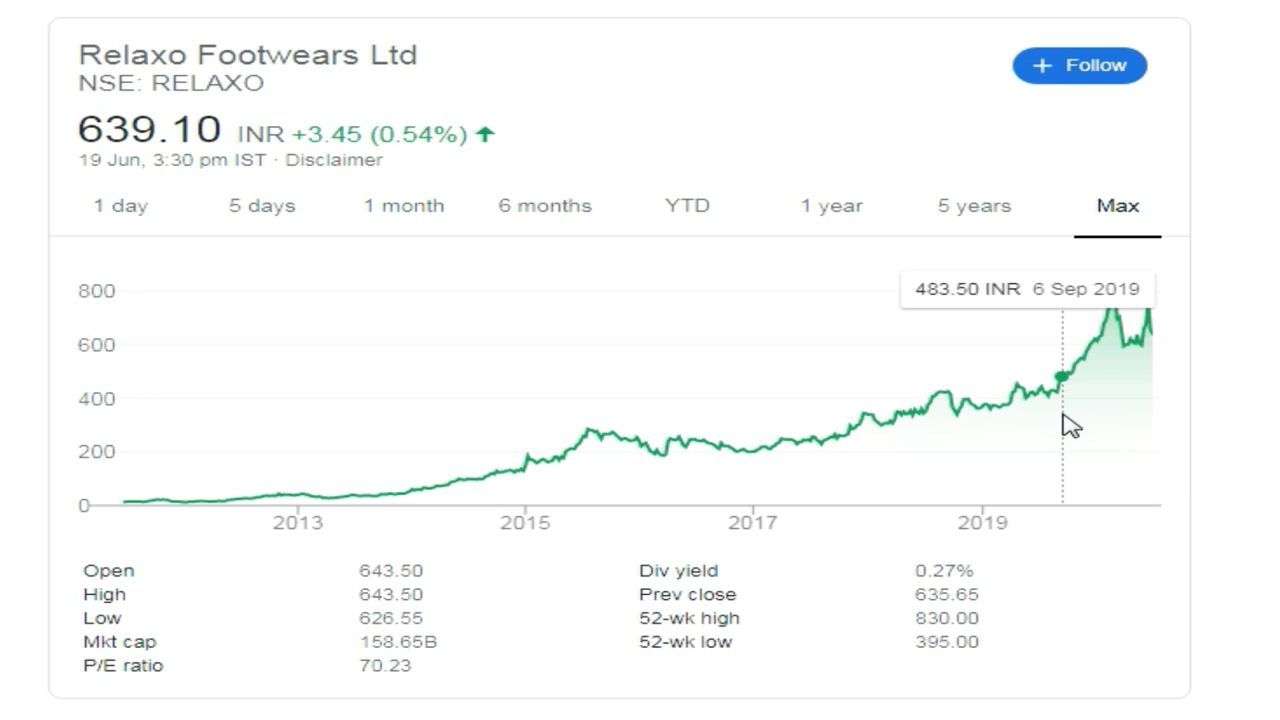 Relaxo Footwears Ltd
NSE: RELAXO
+ Follow
639.10 INR +3.45 (0.54%)
19 Jun, 3:30 pm IST · Disclaimer
1 day 5 days 1 month 6 months YTD 1 year 5 years Max
483.50 INR 6 Sep 2019
800
600
400
200
0
2013 2015 2017 2019
Open 643.50 Div yield 0.27%
High 643.50 Prev close 635.65
Low 626.55 52-wk high 830.00
Mkt cap 158.65B 52-wk low 395.00
P/E ratio 70.23